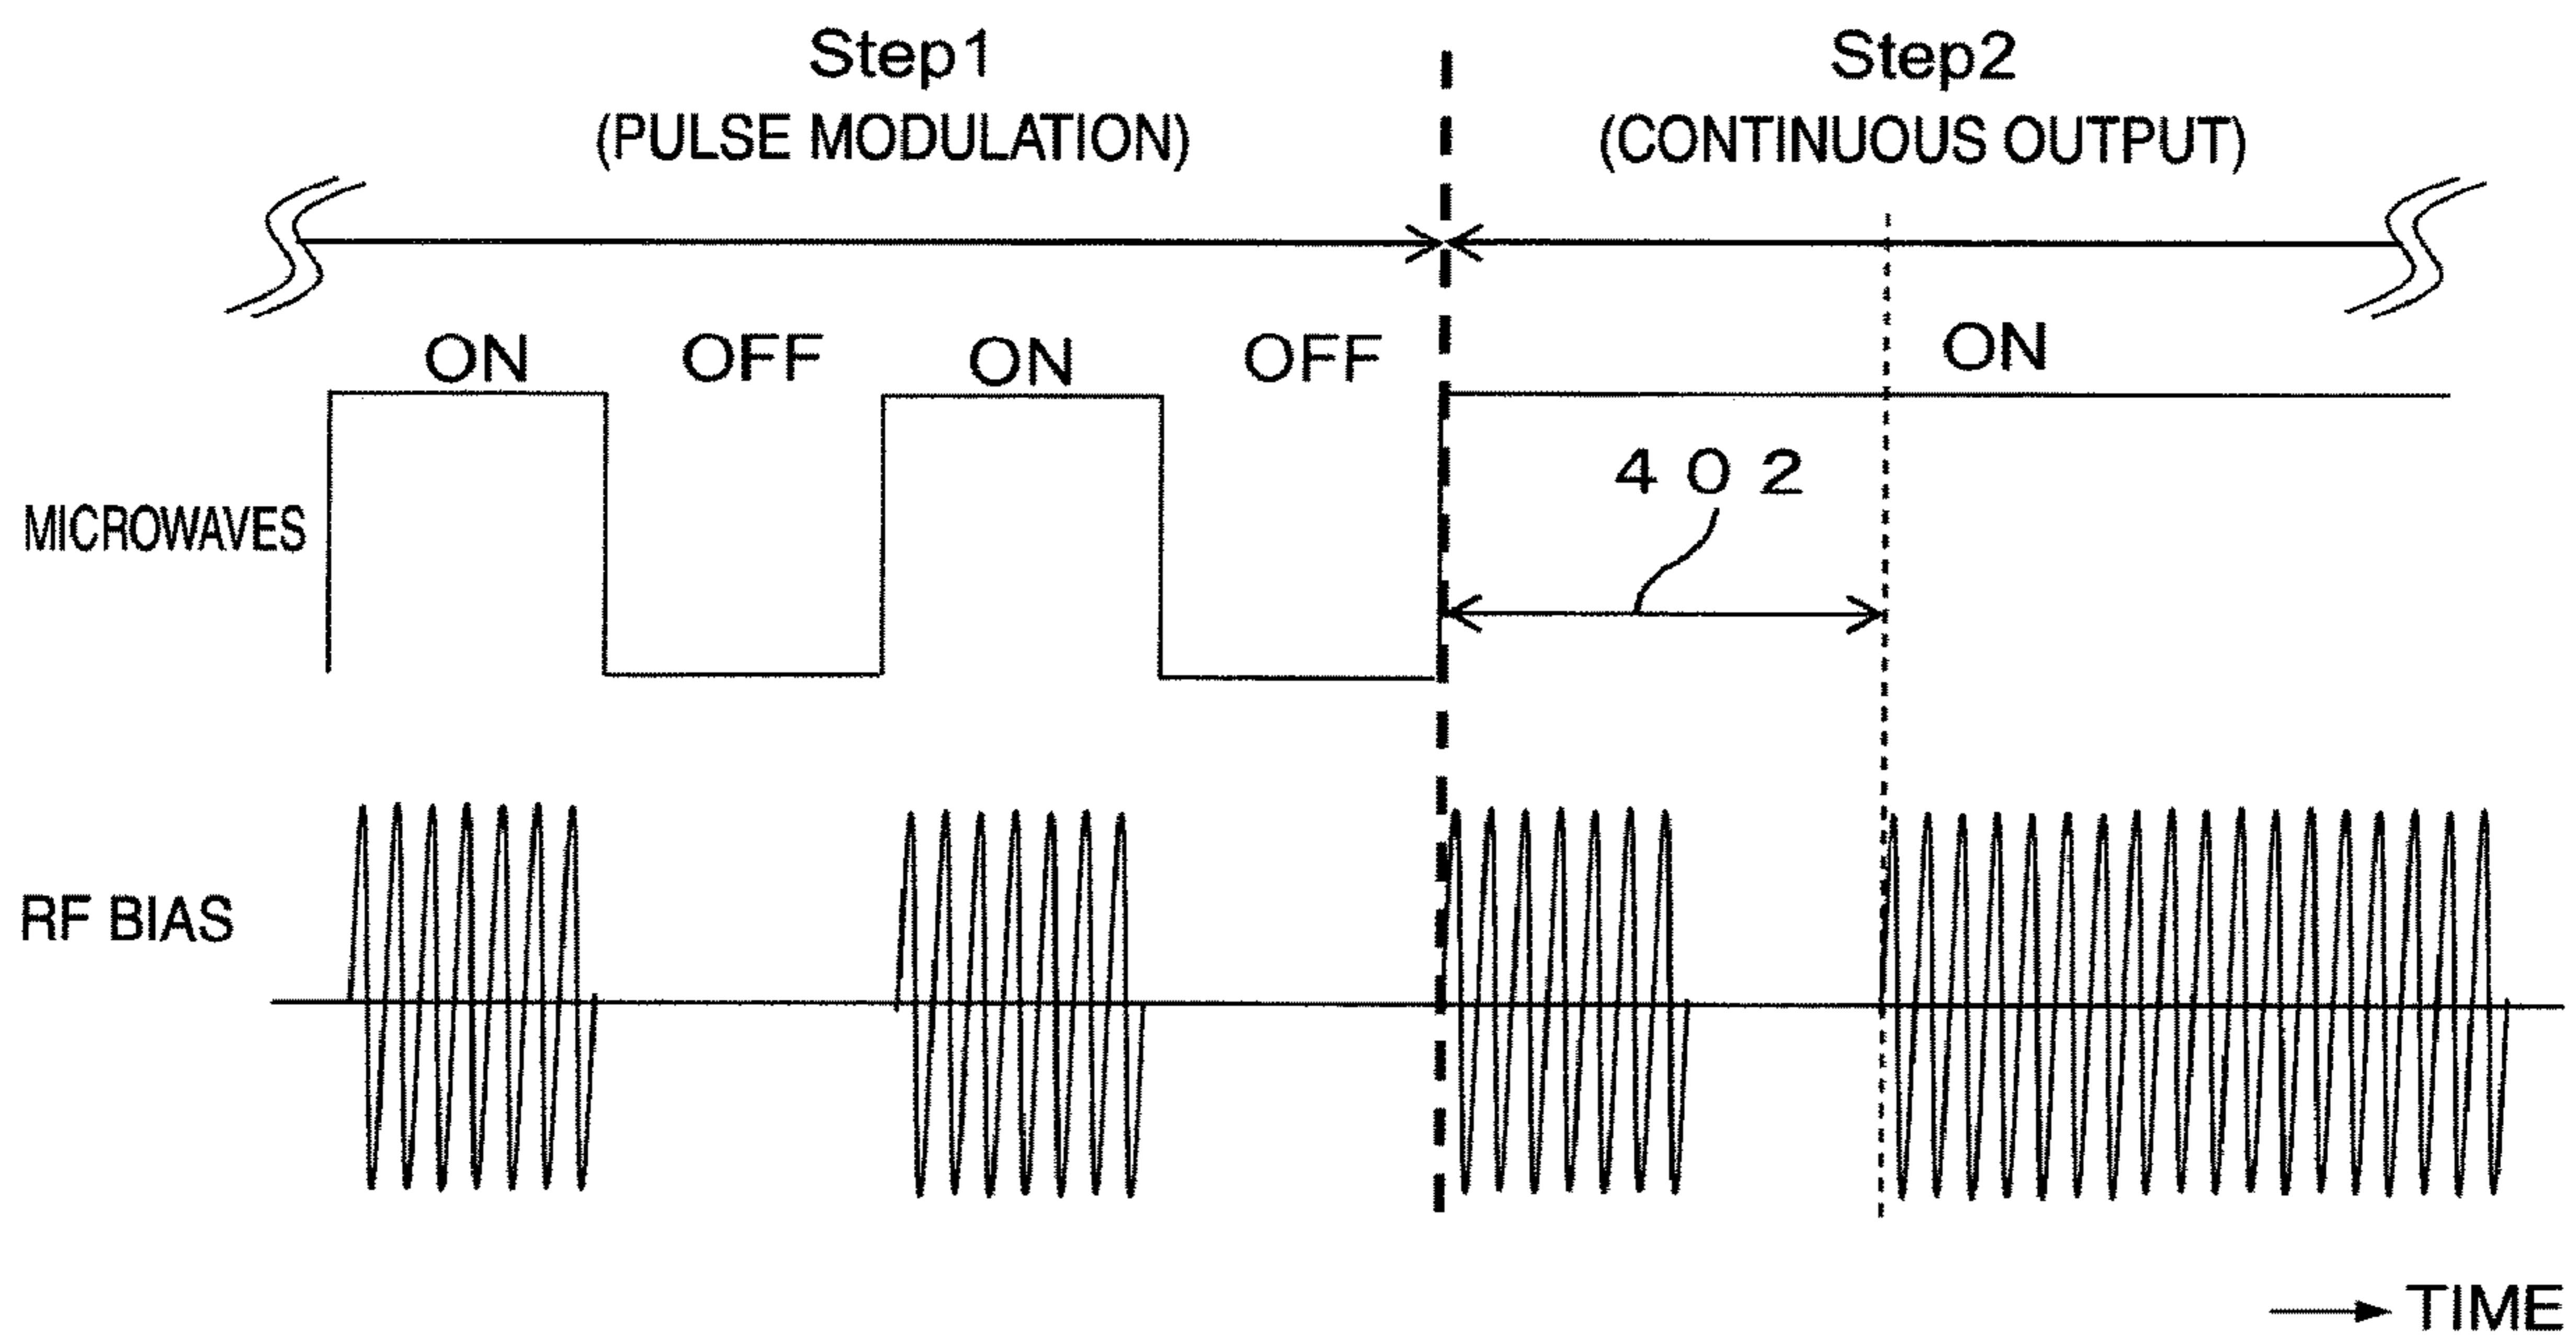 Step1
(PULSE MODULATION)
Step2
(CONTINUOUS OUTPUT)
ON
OFF
ON
OFF
ON
402
MICROWAVES
RF BIAS
TIME